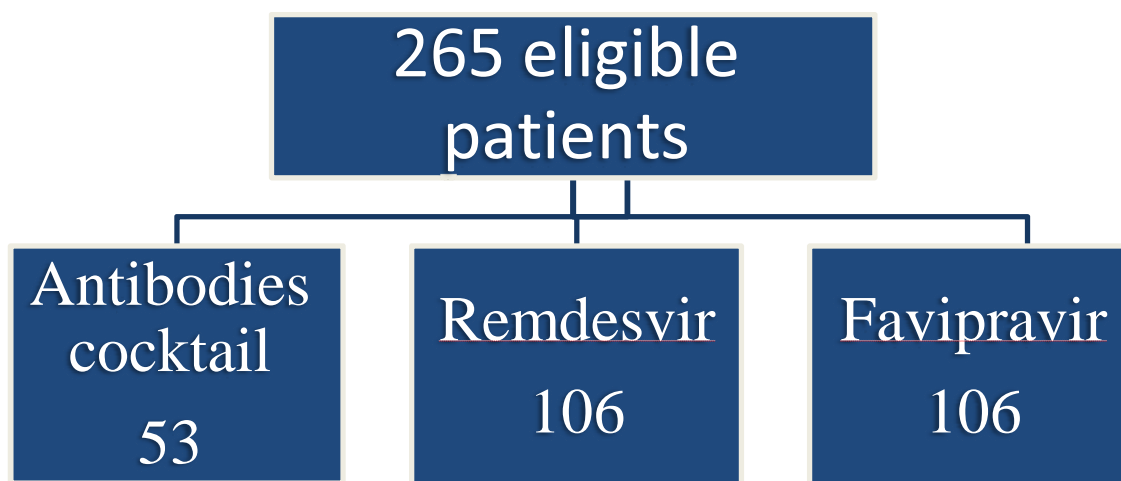 265 eligible
patients
Antibodies
cocktail
53
Remdesvir
106
Favipravir
106